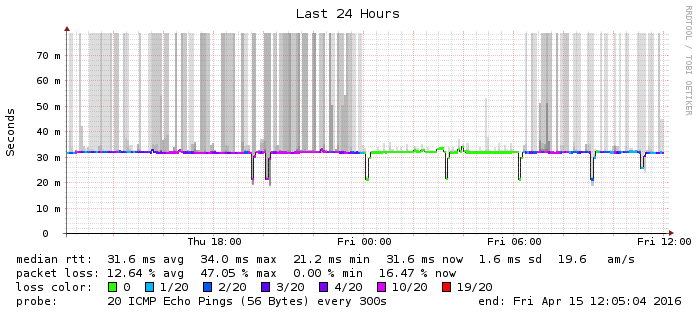 Last 24 Hours
RRDTOOL / TOBI OETIKER
Seconds
70 m
60 m
50 m
40 m
30 m
20 m
10 m
0
Thu 18:00 Fri 00:00 Fri 06:00 Fri 12:00
median rtt: 31.6 ms avg 34.0 ms max 21.2 ms min 31.6 ms now 1.6 ms sd 19.6 am/s
packet loss: 12.64 % avg 47.05 % max 0.00 % min 16.47 % now
loss color: 0 1/20 2/20 3/20 4/20 10/20 19/20
probe: 20 ICMP Echo Pings (56 Bytes) every 300s end: Fri Apr 15 12:05:04 2016